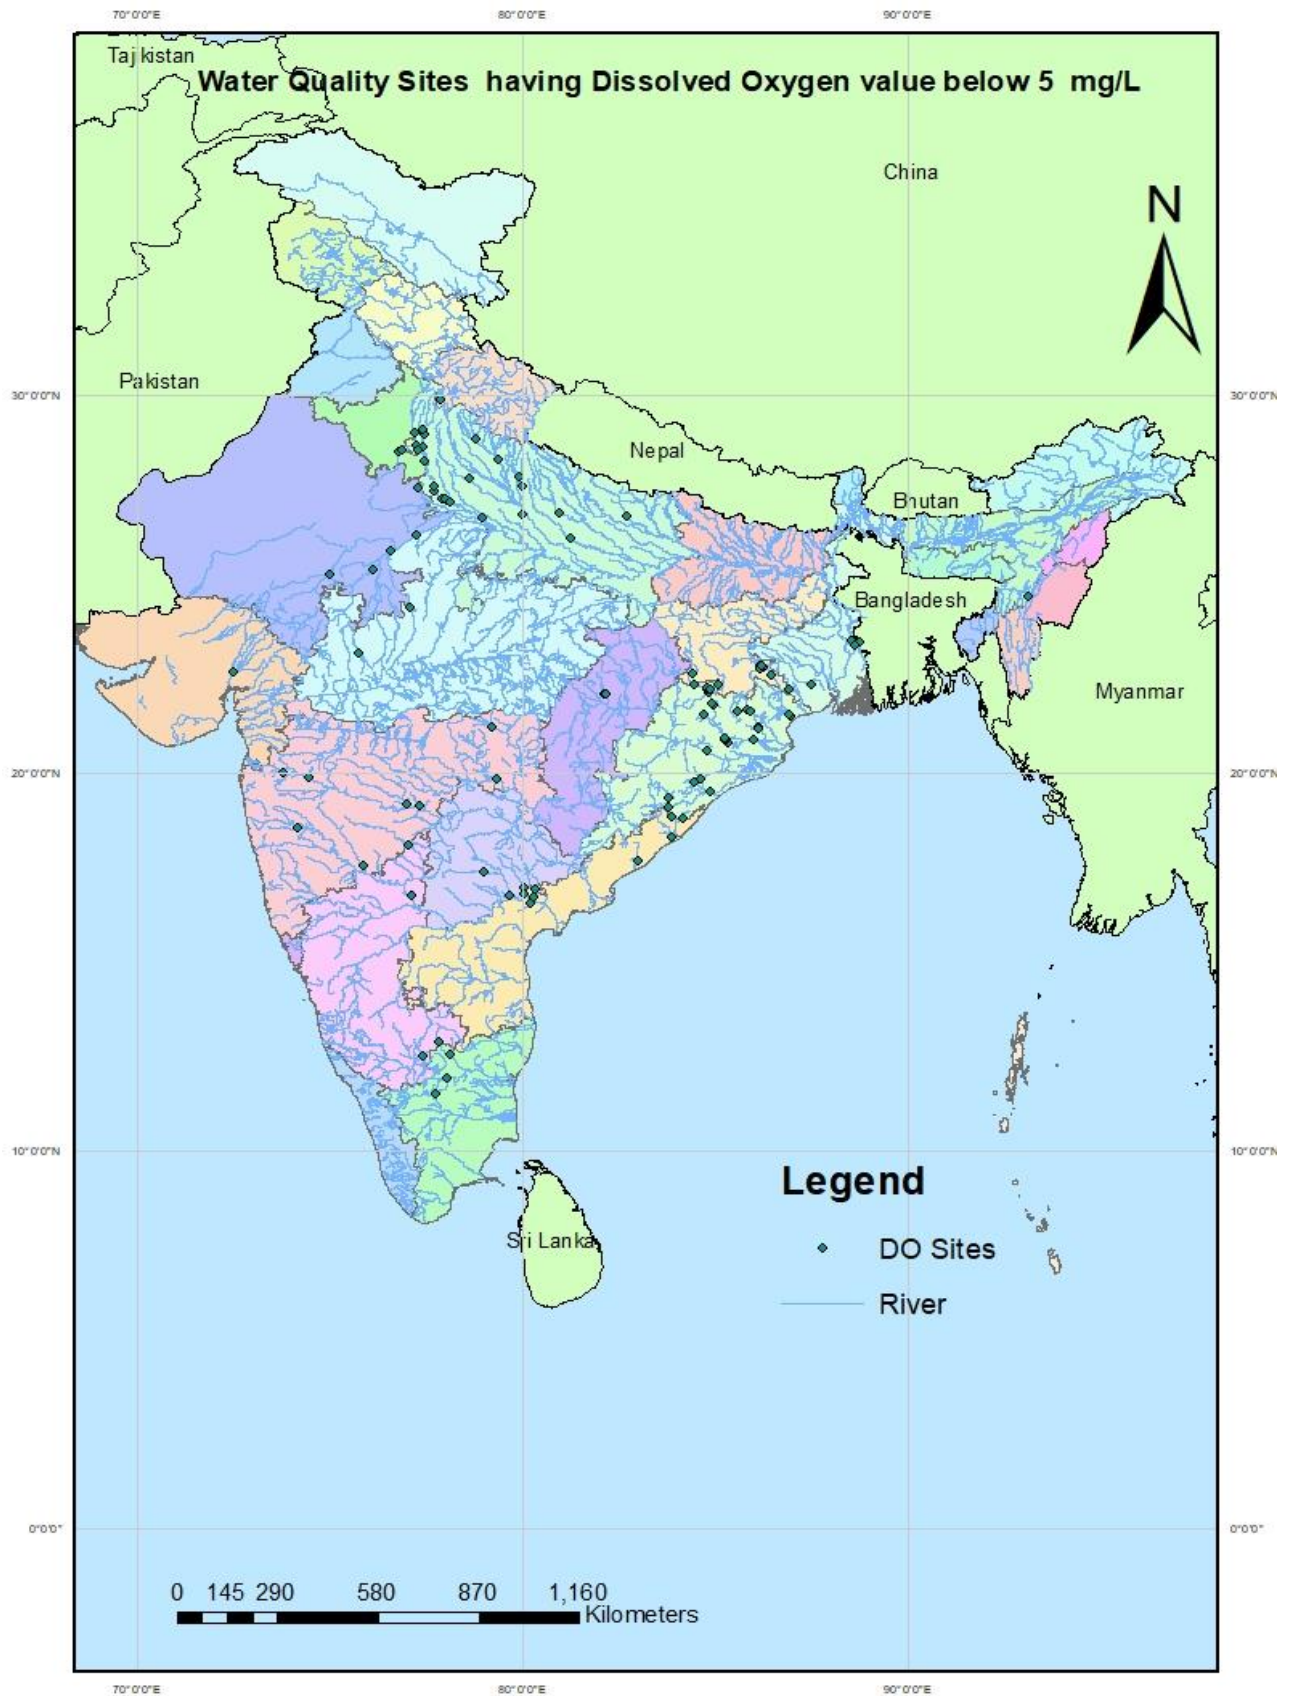 70°0'0"E 80°0'0"E 90°0'0"E
Tajikistan
Water Quality Sites having Dissolved Oxygen value below 5 mg/L
China
N
Pakistan
30°0'0"N 30°0'0"N
Nepal
Bhutan
Bangladesh
Myanmar
20°0'0"N 20°0'0"N
10°0'0"N 10°0'0"N
Legend
Sri Lanka
DO Sites
River
0°0'0" 0°0'0"
0 145 290 580 870 1,160
Kilometers
70°0'0"E 80°0'0"E 90°0'0"E